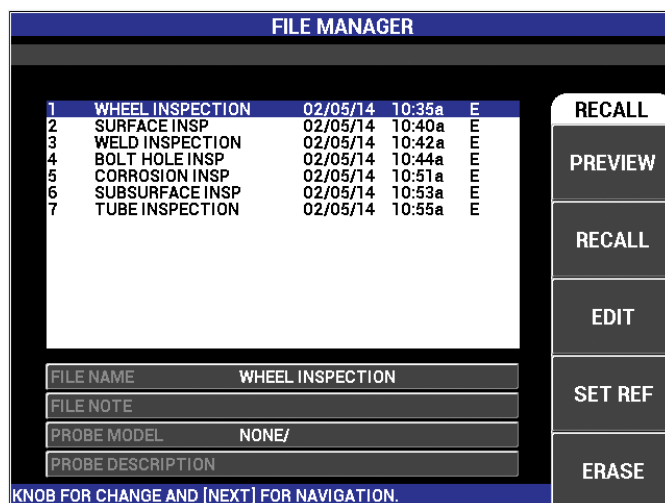 FILE MANAGER
1 WHEEL INSPECTION 02/05/14 10:35a E
2 SURFACE INSP 02/05/14 10:40a E
3 WELD INSPECTION 02/05/14 10:42a E
4 BOLT HOLE INSP 02/05/14 10:44a E
5 CORROSION INSP 02/05/14 10:51a E
6 SUBSURFACE INSP 02/05/14 10:53a E
7 TUBE INSPECTION 02/05/14 10:55a E
RECALL
PREVIEW
RECALL
EDIT
SET REF
ERASE
FILE NAME WHEEL INSPECTION
FILE NOTE
PROBE MODEL NONE/
PROBE DESCRIPTION
KNOB FOR CHANGE AND [NEXT] FOR NAVIGATION.